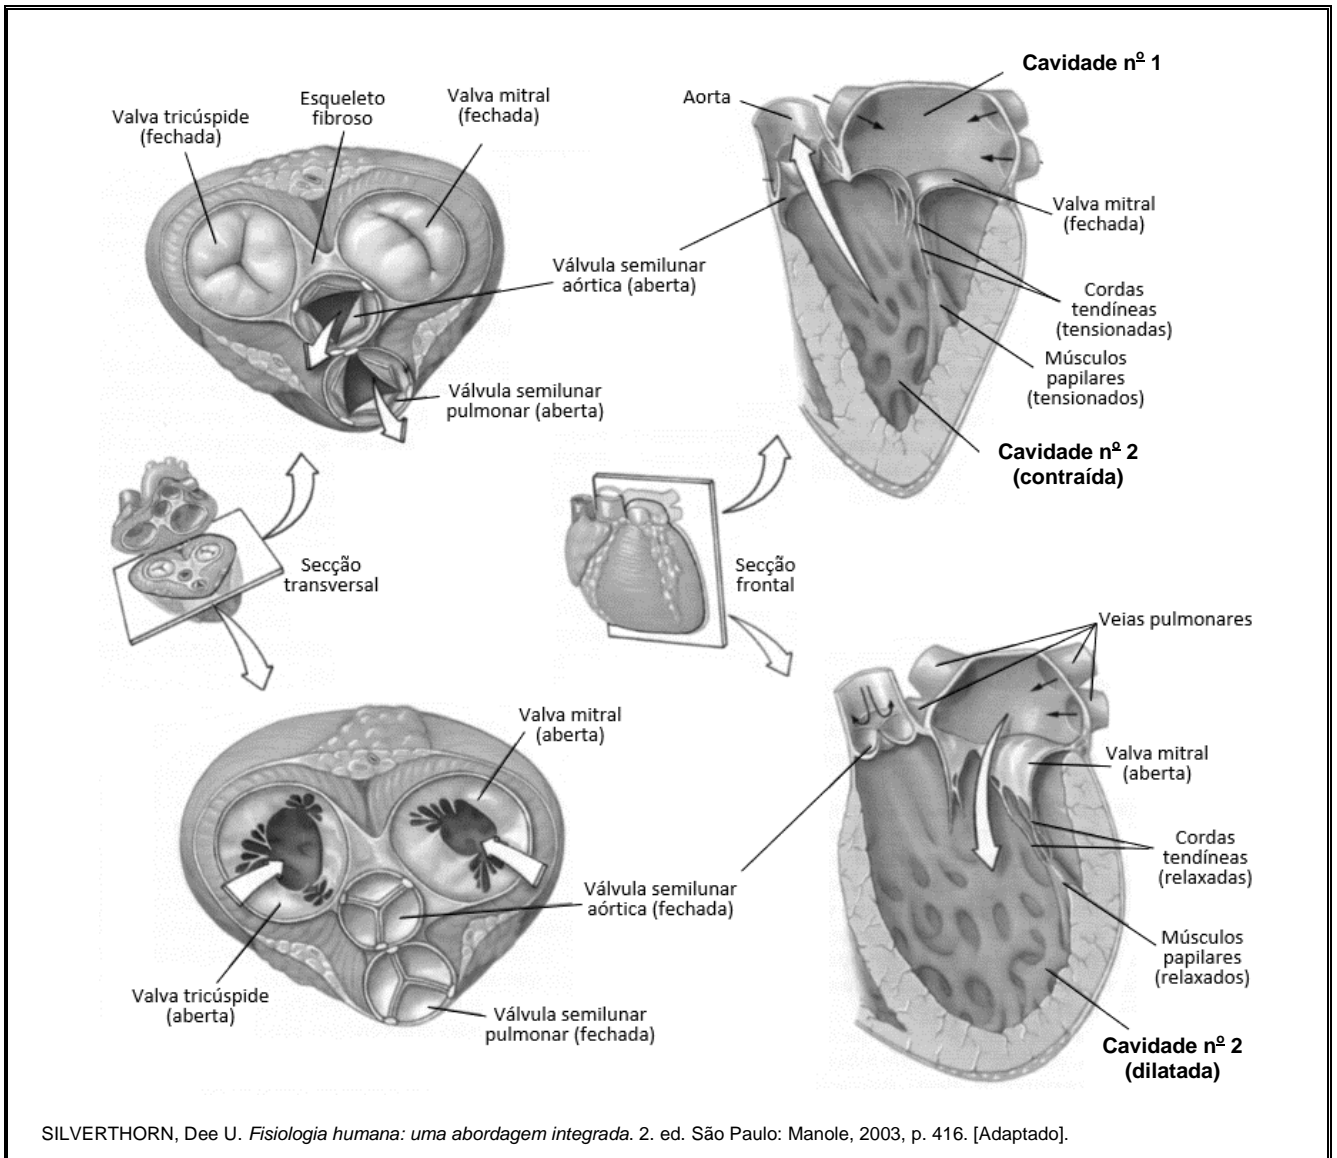 Cavidade nº 1
Valva tricúspide
(fechada)
Esqueleto
fibroso
Valva mitral
(fechada)
Aorta
Valva mitral
(fechada)
Válvula semilunar
aórtica (aberta)
Cordas
tendíneas
(tensionadas)
Músculos
papilares
(tensionados)
Válvula semilunar
pulmonar (aberta)
Cavidade nº 2
(contraída)
Secção
transversal
Secção
frontal
Veias pulmonares
Valva mitral
(aberta)
Valva mitral
(aberta)
Cordas
tendíneas
(relaxadas)
Válvula semilunar
aórtica (fechada)
Músculos
papilares
(relaxados)
Valva tricúspide
(aberta)
Válvula semilunar
pulmonar (fechada)
Cavidade nº 2
(dilatada)
SILVERTHORN, Dee U. Fisiologia humana: uma abordagem integrada. 2. ed. São Paulo: Manole, 2003, p. 416. [Adaptado].